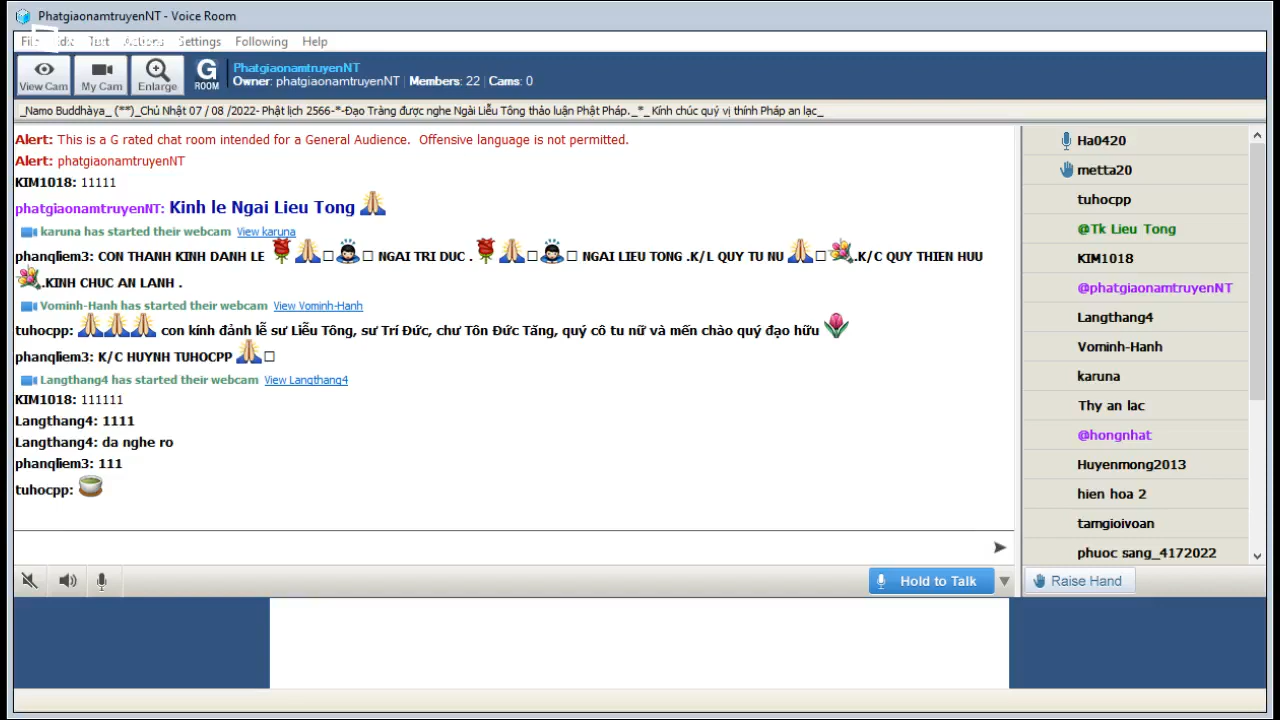 PhatgiaonamtruyenNT - Voice Room
Settings Following Help
View Cam My Cam Enlarge G ROOM PhatgiaonamtruyenNT
Owner: phatgiaonamtruyenNT Members: 22 Cams: 0
_Namo Buddhàya_ (**)_Chủ Nhật 07 / 08 /2022- Phật lịch 2566-*-Đạo Tràng được nghe Ngài Liễu Tông thảo luận Phật Pháp._*_ Kính chúc quý vị thính Pháp an lạc_
Alert: This is a G rated chat room intended for a General Audience. Offensive language is not permitted.
Alert: phatgiaonamtruyenNT
KIM1018: 11111
phatgiaonamtruyenNT: Kinh le Ngai Lieu Tong 🙏
karuna has started their webcam View karuna
phanqliem3: CON THANH KINH DANH LE 🌹🙏□🙇□ NGAI TRI DUC . 🌹🙏□🙇□ NGAI LIEU TONG .K/L QUY TU NU 🙏□💐.K/C QUY THIEN HUU
💐.KINH CHUC AN LANH .
Vominh-Hanh has started their webcam View Vominh-Hanh
tuhocpp: 🙏🙏🙏 con kính đảnh lễ sư Liễu Tông, sư Trí Đức, chư Tôn Đức Tăng, quý cô tu nữ và mến chào quý đạo hữu 🌷
phanqliem3: K/C HUYNH TUHOCPP 🙏□
Langthang4 has started their webcam View Langthang4
KIM1018: 111111
Langthang4: 1111
Langthang4: da nghe ro
phanqliem3: 111
tuhocpp: 🍵
Hold to Talk
Ha0420
metta20
tuhocpp
@Tk Lieu Tong
KIM1018
@phatgiaonamtruyenNT
Langthang4
Vominh-Hanh
karuna
Thy an lac
@hongnhat
Huyenmong2013
hien hoa 2
tamgioivoan
phuoc sang_4172022
Raise Hand